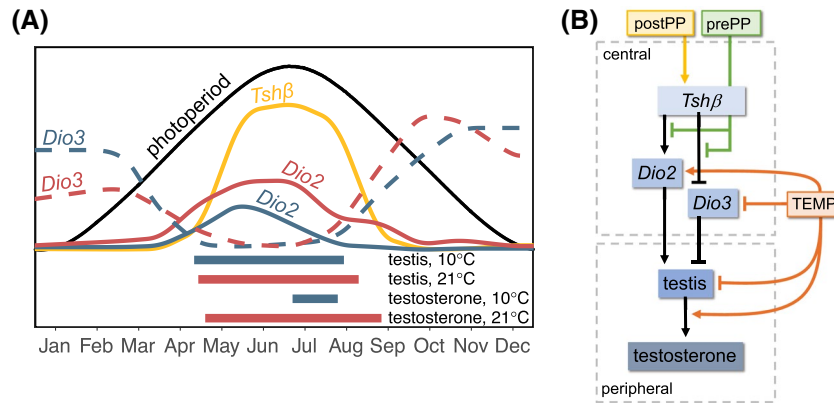 (A)
photoperiod
Tshβ
Dio3
Dio3
Dio2
Dio2
testis, 10°C
testis, 21°C
testosterone, 10°C
testosterone, 21°C
Jan Feb Mar Apr May Jun Jul Aug Sep Oct Nov Dec
(B)
postPP prePP
central
Tshβ
Dio2
Dio3
TEMP
testis
testosterone
peripheral